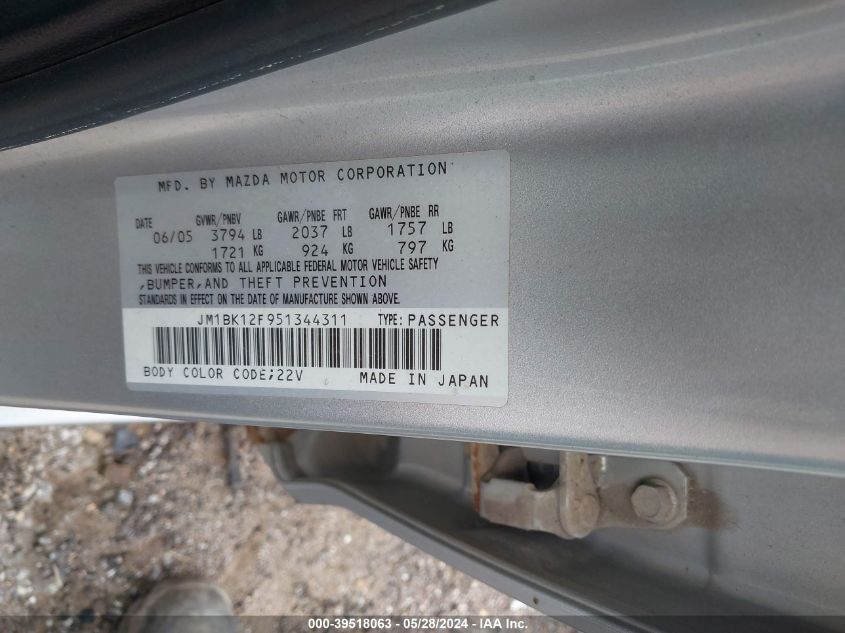 MFD. BY MAZDA MOTOR CORPORATION
DATE GVWR/PNBV GAWR/PNBE FRT GAWR/PNBE RR
06/05 3794 LB 2037 LB 1757 LB
1721 KG 924 KG 797 KG
THIS VEHICLE CONFORMS TO ALL APPLICABLE FEDERAL MOTOR VEHICLE SAFETY
,BUMPER,AND THEFT PREVENTION
STANDARDS IN EFFECT ON THE DATE OF MANUFACTURE SHOWN ABOVE.
JM1BK12F951344311 TYPE:PASSENGER
BODY COLOR CODE;22V MADE IN JAPAN
000-39518063 - 05/28/2024 - IAA Inc.